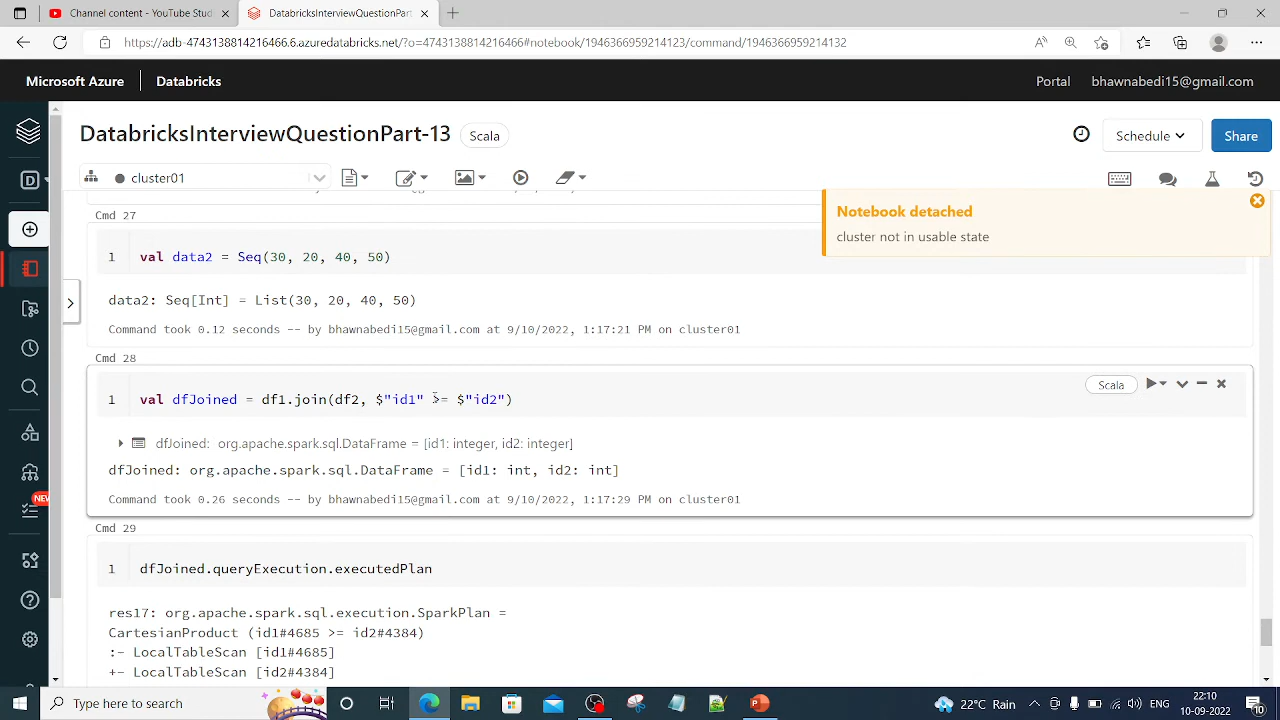 Channel content - YouTube Stud
DatabricksInterviewQuestionPart-
https://adb-4743138814216466.6.azuredatabricks.net/?o=4743138814216466#notebook/1946366959214123/command/1946366959214132
Microsoft Azure
Databricks
Portal
bhawnabedi15@gmail.com
DatabricksInterviewQuestionPart-13
Scala
Schedule
Share
D
cluster01
Notebook detached
cluster not in usable state
Cmd 27
1 val data2 = Seq(30, 20, 40, 50)
data2: Seq[Int] = List(30, 20, 40, 50)
Command took 0.12 seconds -- by bhawnabedi15@gmail.com at 9/10/2022, 1:17:21 PM on cluster01
Cmd 28
Scala
1 val dfJoined = df1.join(df2, $"id1" >= $"id2")
dfJoined: org.apache.spark.sql.DataFrame = [id1: integer, id2: integer]
dfJoined: org.apache.spark.sql.DataFrame = [id1: int, id2: int]
Command took 0.26 seconds -- by bhawnabedi15@gmail.com at 9/10/2022, 1:17:29 PM on cluster01
NEW
Cmd 29
1 dfJoined.queryExecution.executedPlan
res17: org.apache.spark.sql.execution.SparkPlan =
CartesianProduct (id1#4685 >= id2#4384)
:- LocalTableScan [id1#4685]
+- LocalTableScan [id2#4384]
Type here to search
22°C Rain
ENG
22:10
10-09-2022